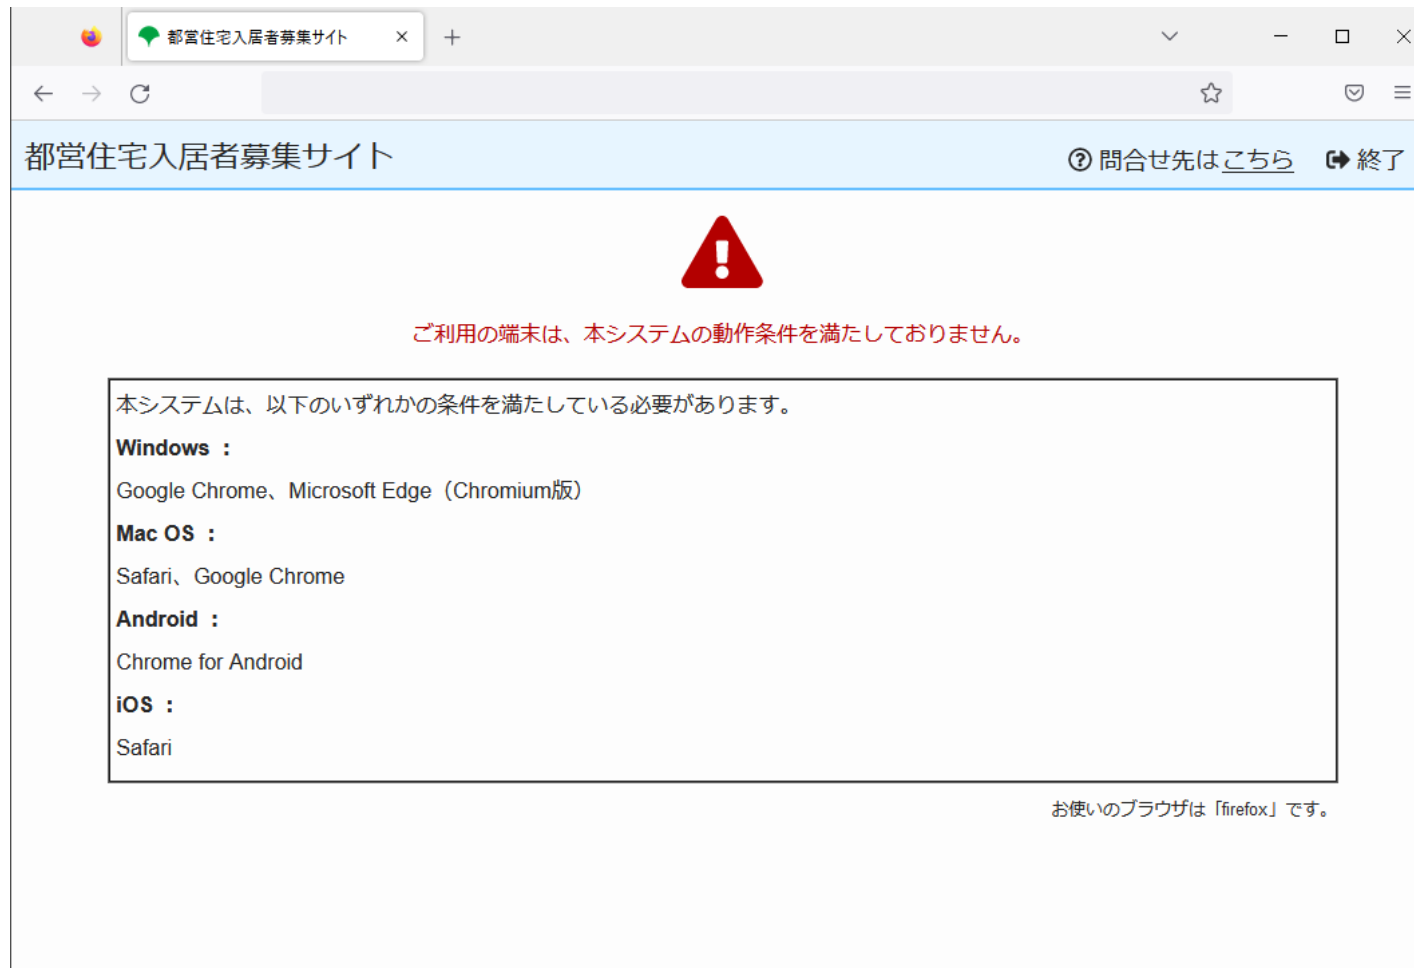 都営住宅入居者募集サイト
都営住宅入居者募集サイト
問合せ先はこちら 終了
ご利用の端末は、本システムの動作条件を満たしておりません。
本システムは、以下のいずれかの条件を満たしている必要があります。
Windows :
Google Chrome、Microsoft Edge（Chromium版）
Mac OS :
Safari、Google Chrome
Android :
Chrome for Android
iOS :
Safari
お使いのブラウザは「firefox」です。